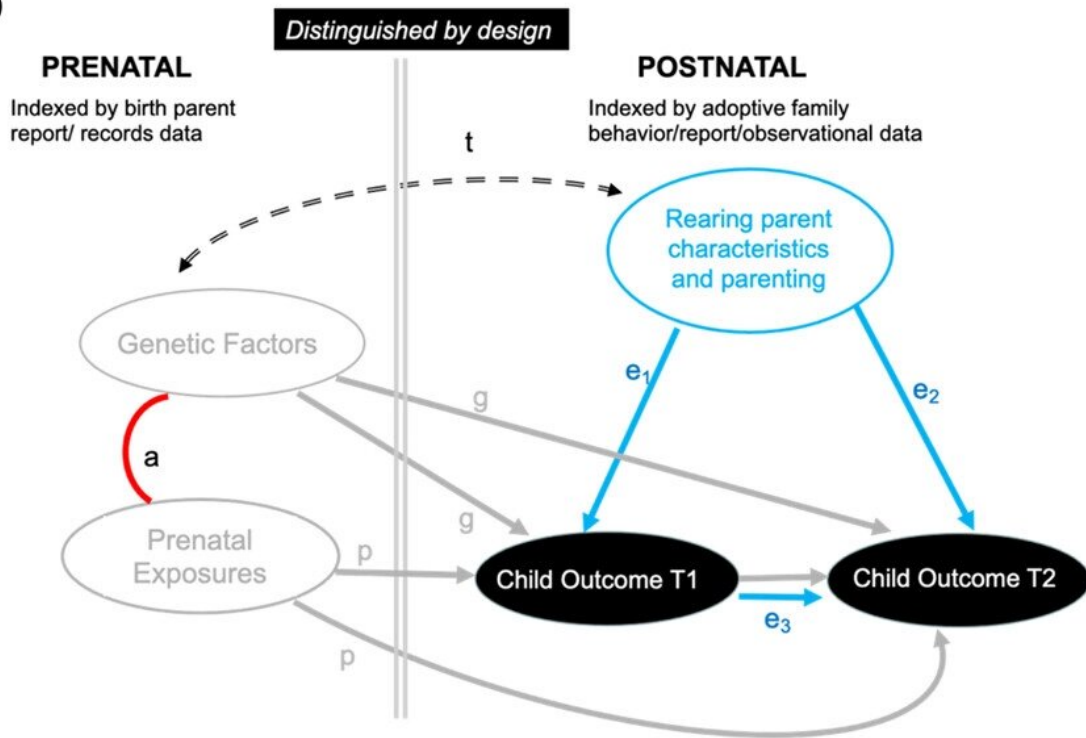 )
Distinguished by design
PRENATAL
Indexed by birth parent
report/ records data
POSTNATAL
Indexed by adoptive family
behavior/report/observational data
t
Rearing parent
characteristics
and parenting
Genetic Factors
a
Prenatal
Exposures
g
g
p
p
e₁
e₂
Child Outcome T1
Child Outcome T2
e₃